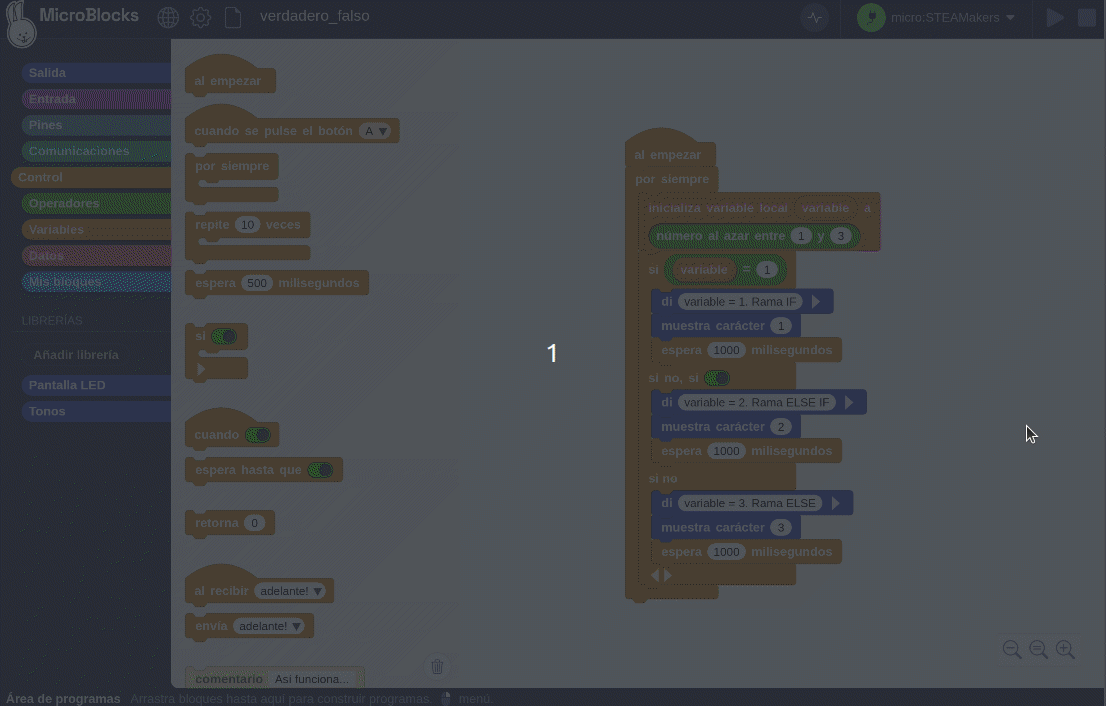 MicroBlocks
verdadero_falso
micro:STEAMakers
Salida
Entrada
Pines
Comunicaciones
Control
Operadores
Variables
Datos
Mis bloques
LIBRERÍAS
Añadir librería
Pantalla LED
Tonos
al empezar
cuando se pulse el botón A
por siempre
repite 10 veces
espera 500 milisegundos
si
cuando
espera hasta que
retorna 0
al recibir adelante!
envía adelante!
comentario Así funciona...
1
al empezar
por siempre
inicializa variable local variable a
número al azar entre 1 y 3
si variable = 1
di variable = 1. Rama IF
muestra carácter 1
espera 1000 milisegundos
si no, si
di variable = 2. Rama ELSE IF
muestra carácter 2
espera 1000 milisegundos
si no
di variable = 3. Rama ELSE
muestra carácter 3
espera 1000 milisegundos
Área de programas Arrastra bloques hasta aquí para construir programas. menú.